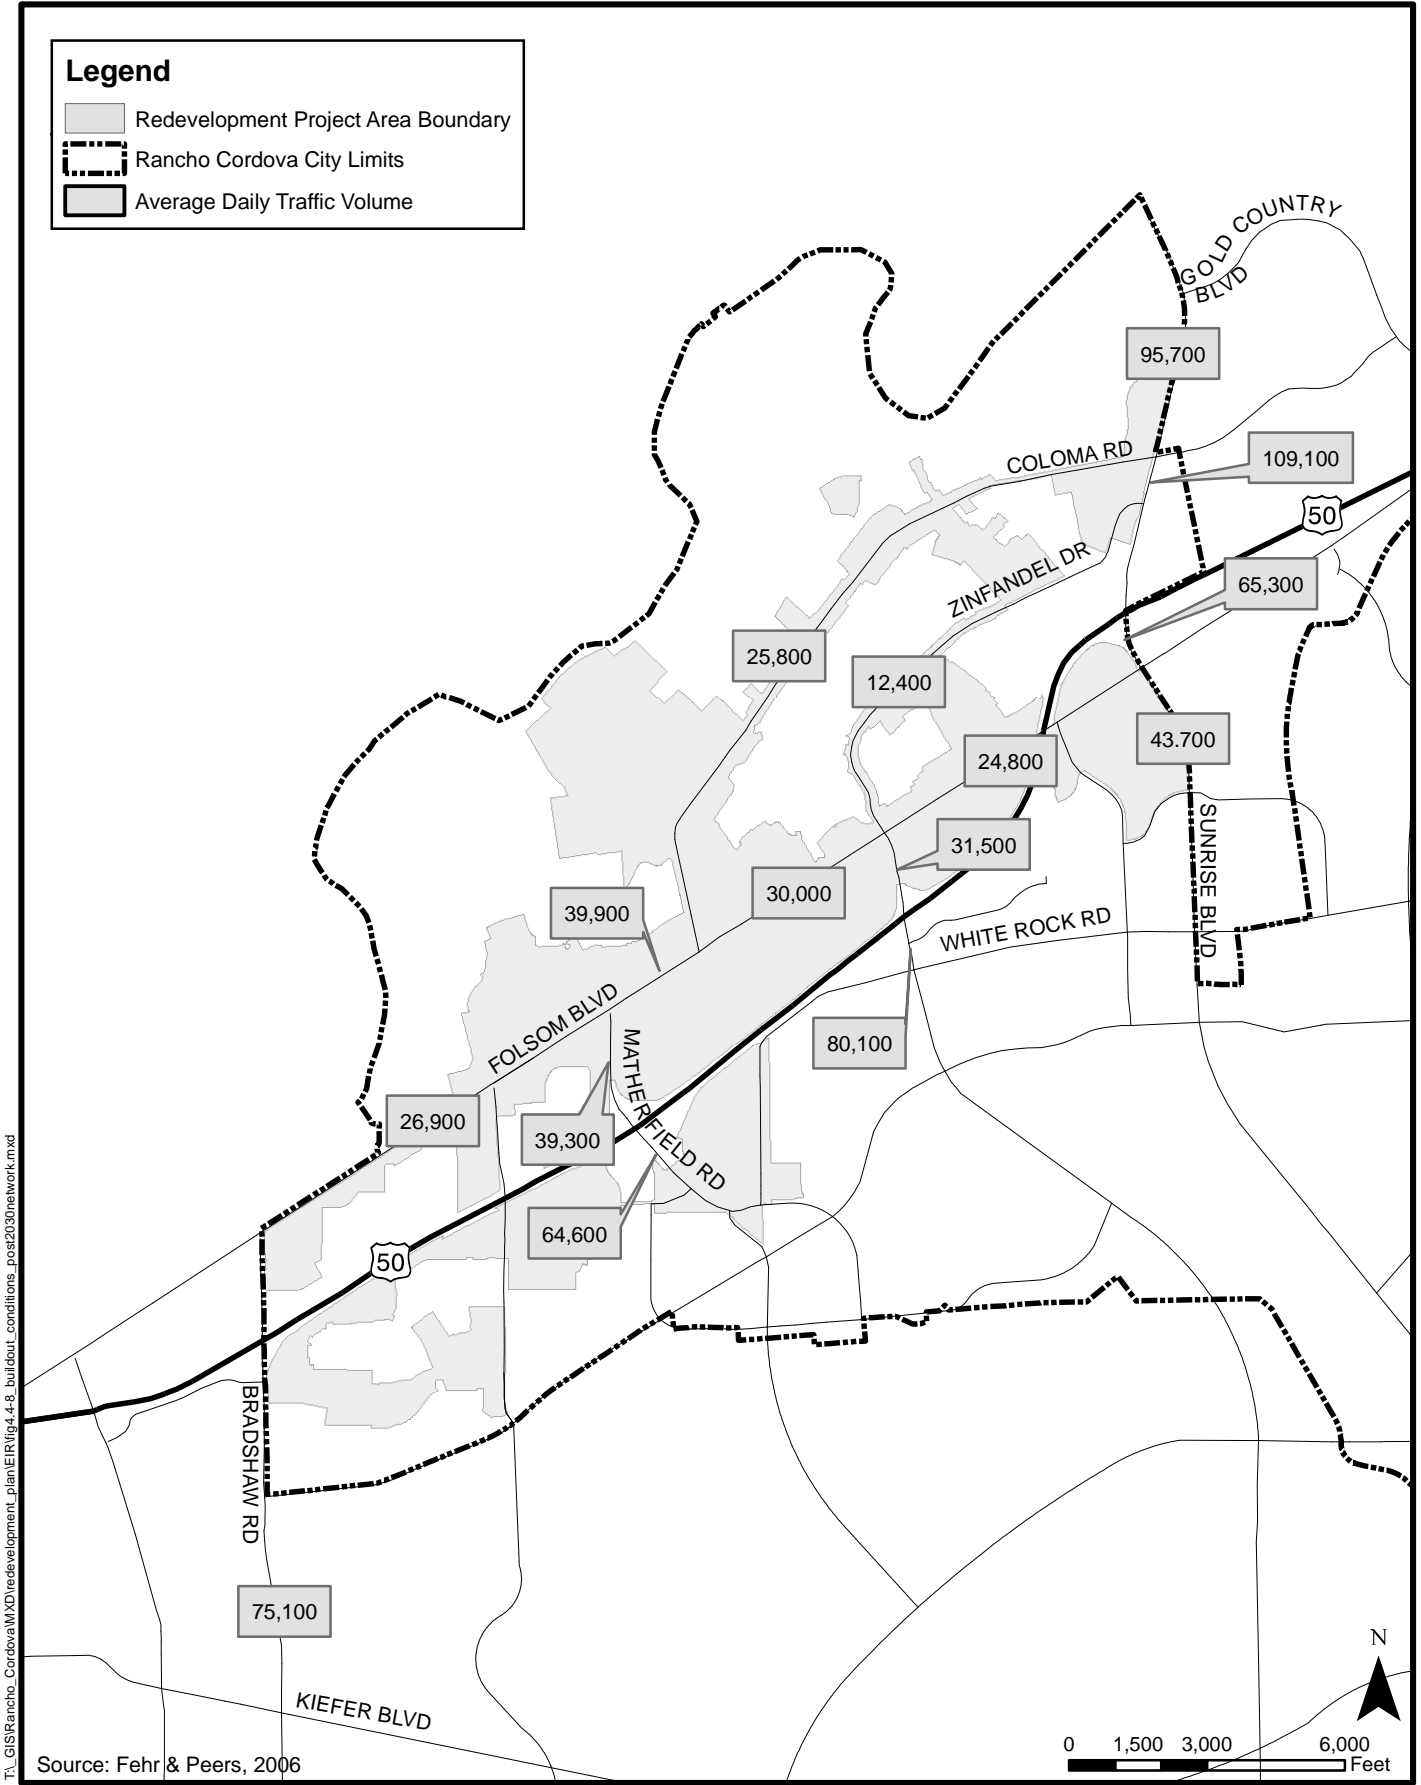 Legend
Redevelopment Project Area Boundary
Rancho Cordova City Limits
Average Daily Traffic Volume
GOLD COUNTRY
BLVD
95,700
COLOMA RD
109,100
50
ZINFANDEL DR
65,300
25,800
12,400
43.700
24,800
SUNRISE BLVD
31,500
30,000
39,900
WHITE ROCK RD
FOLSOM BLVD
MATHER FIELD RD
80,100
26,900
39,300
64,600
50
BRADSHAW RD
75,100
KIEFER BLVD
N
0 1,500 3,000 6,000
Feet
Source: Fehr & Peers, 2006
T:\_GIS\Rancho_Cordova\MXD\redevelopment_plan\EIR\fig4.4-8_buildout_conditions_post2030network.mxd